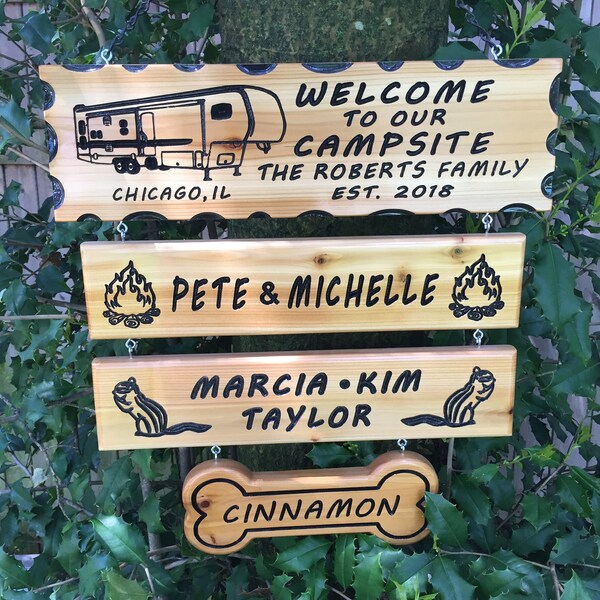 WELCOME
TO OUR
CAMPSITE
THE ROBERTS FAMILY
CHICAGO, IL
EST. 2018
PETE & MICHELLE
MARCIA • KIM
TAYLOR
CINNAMON